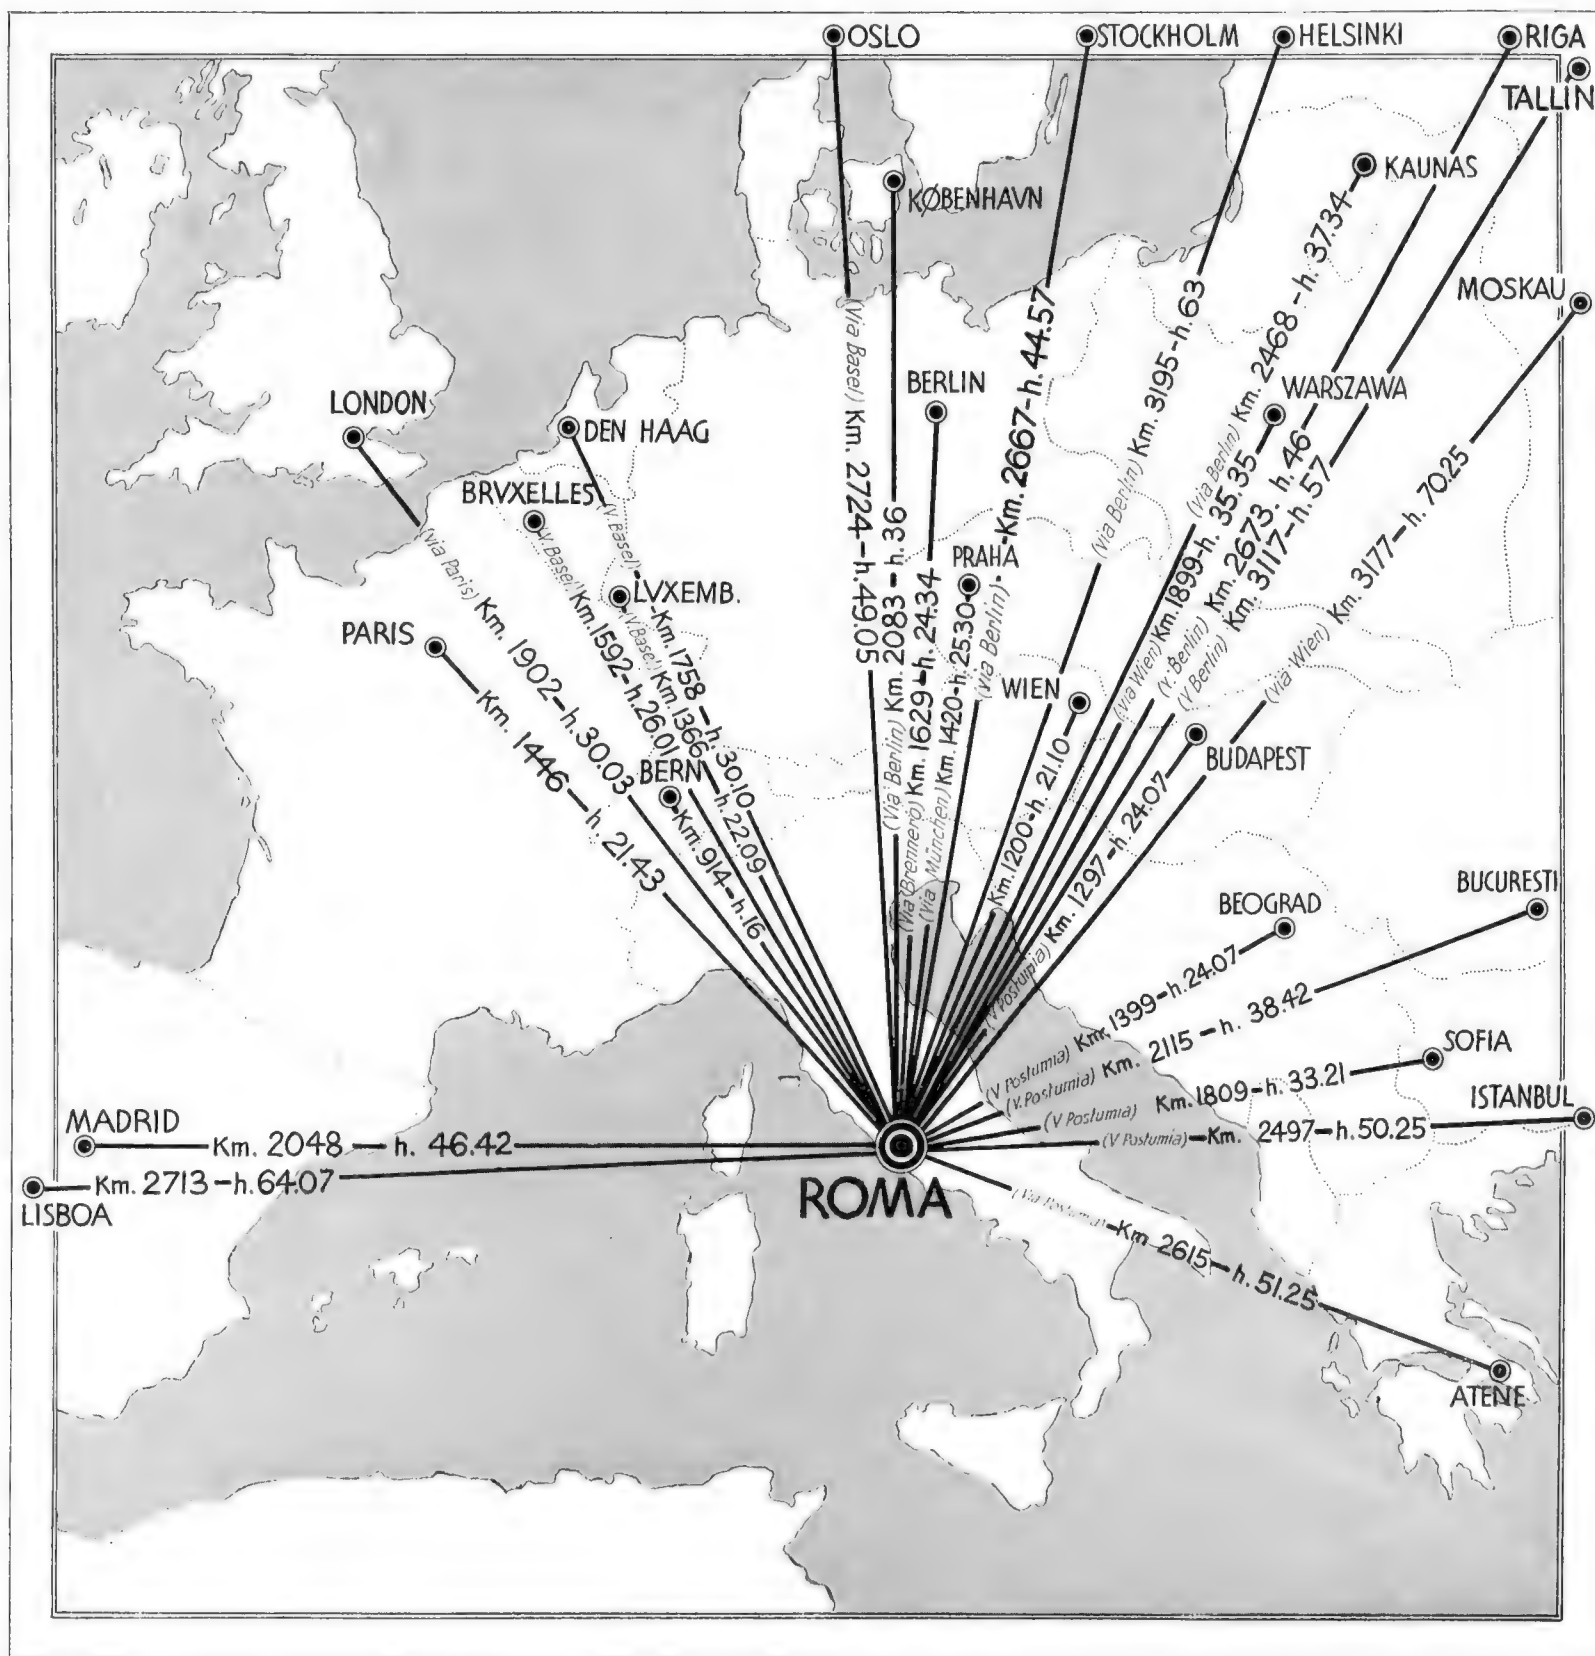 OSLO
STOCKHOLM
HELSINKI
RIGA
TALLIN
KAUNAS
KØBENHAVN
MOSKAU
BERLIN
WARSZAWA
LONDON
DEN HAAG
BRVXELLES
PRAHA
LVXEMB.
PARIS
WIEN
BUDAPEST
BERN
BUCURESTI
BEOGRAD
SOFIA
ISTANBUL
MADRID
LISBOA
ROMA
ATENE
(Via Basel) Km. 2724-h.49.05
(Via Berlin) Km. 2083-h.36
(Via Brennero) Km. 1629-h. 24.34
(via München) Km. 1420-h. 25.30
(via Berlin)-Km. 2667-h. 44.57
(via Berlin) Km. 3195-h. 63
(via Berlin) Km. 2468-h. 37.34
(via Wien) Km. 1899-h. 35.35
(v. Berlin) Km. 2673. h. 46
(V Berlin) Km. 3117-h. 57
(via Wien) Km. 3177-h. 70.25
Km. 1200-h. 21.10
(V Postumia) Km. 1297-h. 24.07
(V Postumia) Km. 1399-h. 24.07
(V. Postumia) Km. 2115-h. 38.42
(V Postumia) Km. 1809-h. 33.21
(V Postumia)-Km. 2497-h. 50.25
(Via Postumia)-Km 2615-h. 51.25
(V. Basel)-Km. 1758-h. 30.10
(V. Basel) Km. 1592-h. 26.01
(V. Basel) Km. 1366 h. 22.09
(via Paris) Km. 1902-h. 30.03
Km. 1446-h. 21.43
Km. 914-h. 16
Km. 2048-h. 46.42
Km. 2713-h. 64.07